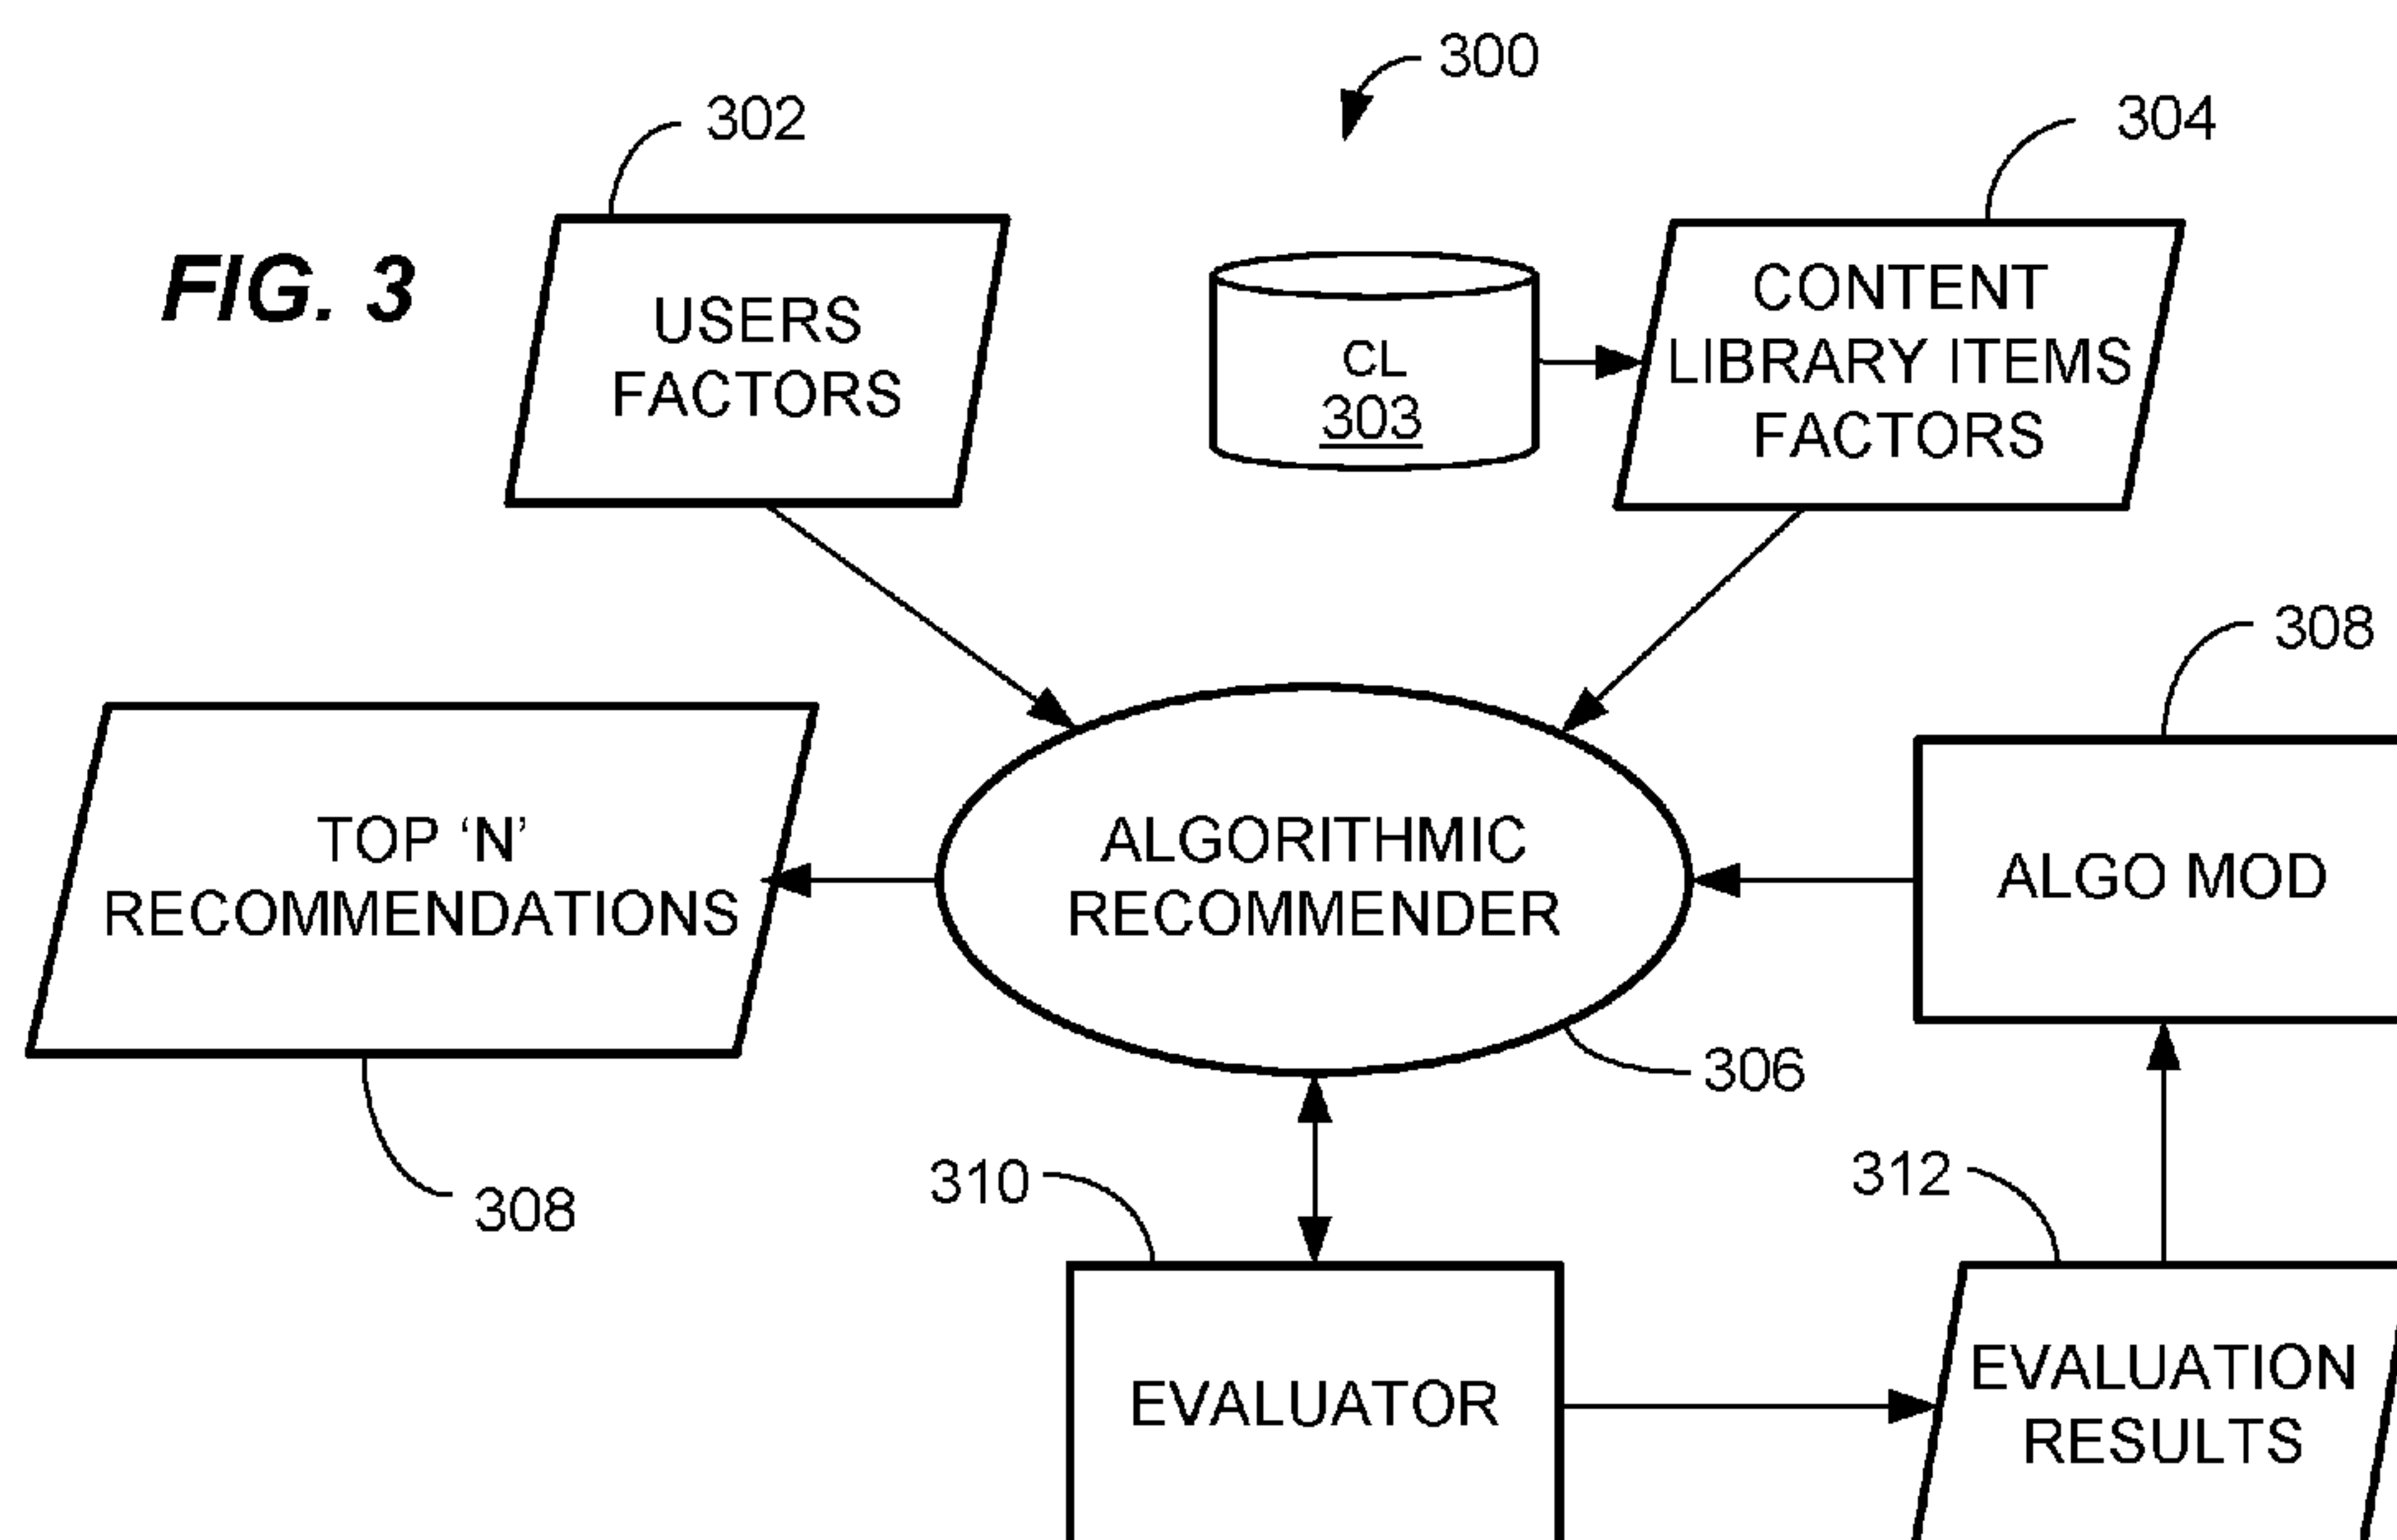 300
302
304
FIG. 3
USERS
FACTORS
CL
303
CONTENT
LIBRARY ITEMS
FACTORS
308
TOP ‘N’
RECOMMENDATIONS
ALGORITHMIC
RECOMMENDER
ALGO MOD
306
308
310
312
EVALUATOR
EVALUATION
RESULTS